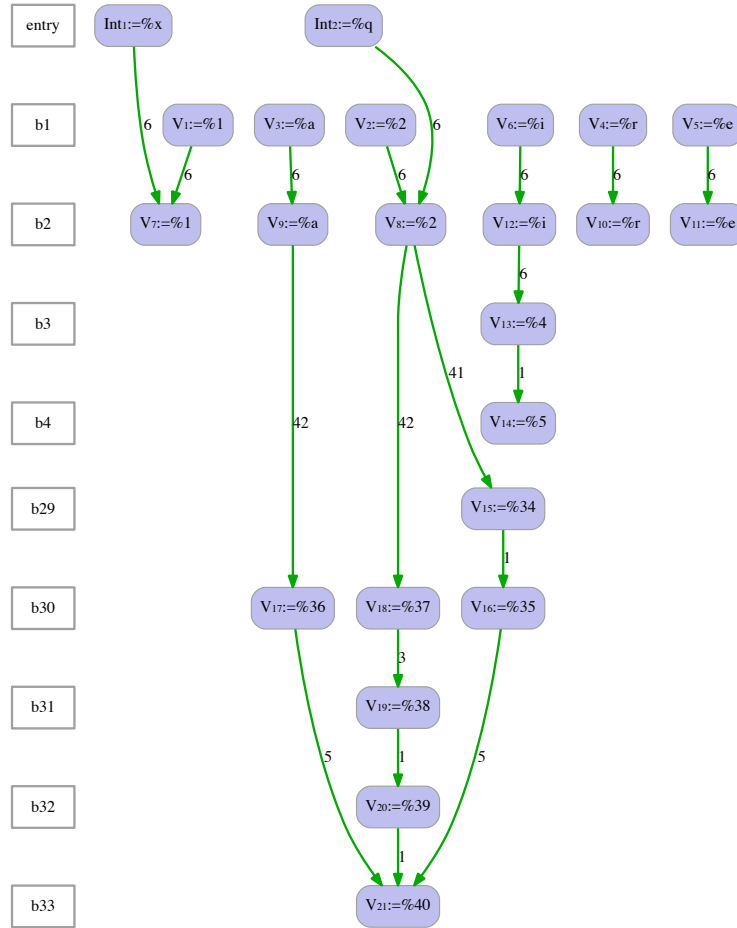 entry
Int1:=%x
Int2:=%q
b1
V1:=%1
V3:=%a
V2:=%2
V6:=%i
V4:=%r
V5:=%e
6
6
6
6
6
6
6
6
b2
V7:=%1
V9:=%a
V8:=%2
V12:=%i
V10:=%r
V11:=%e
6
b3
V13:=%4
41
1
b4
42
42
V14:=%5
b29
V15:=%34
1
b30
V17:=%36
V18:=%37
V16:=%35
3
b31
V19:=%38
5
1
5
b32
V20:=%39
1
b33
V21:=%40